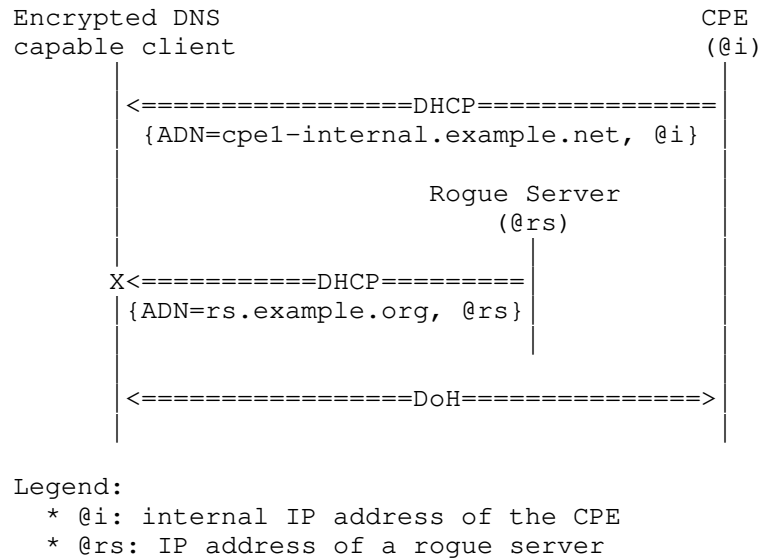 Encrypted DNS CPE
capable client (@i)
<=================DHCP===============
{ADN=cpe1-internal.example.net, @i}
Rogue Server
(@rs)
X<===========DHCP=========
{ADN=rs.example.org, @rs}
<=================DoH===============>
Legend:
* @i: internal IP address of the CPE
* @rs: IP address of a rogue server